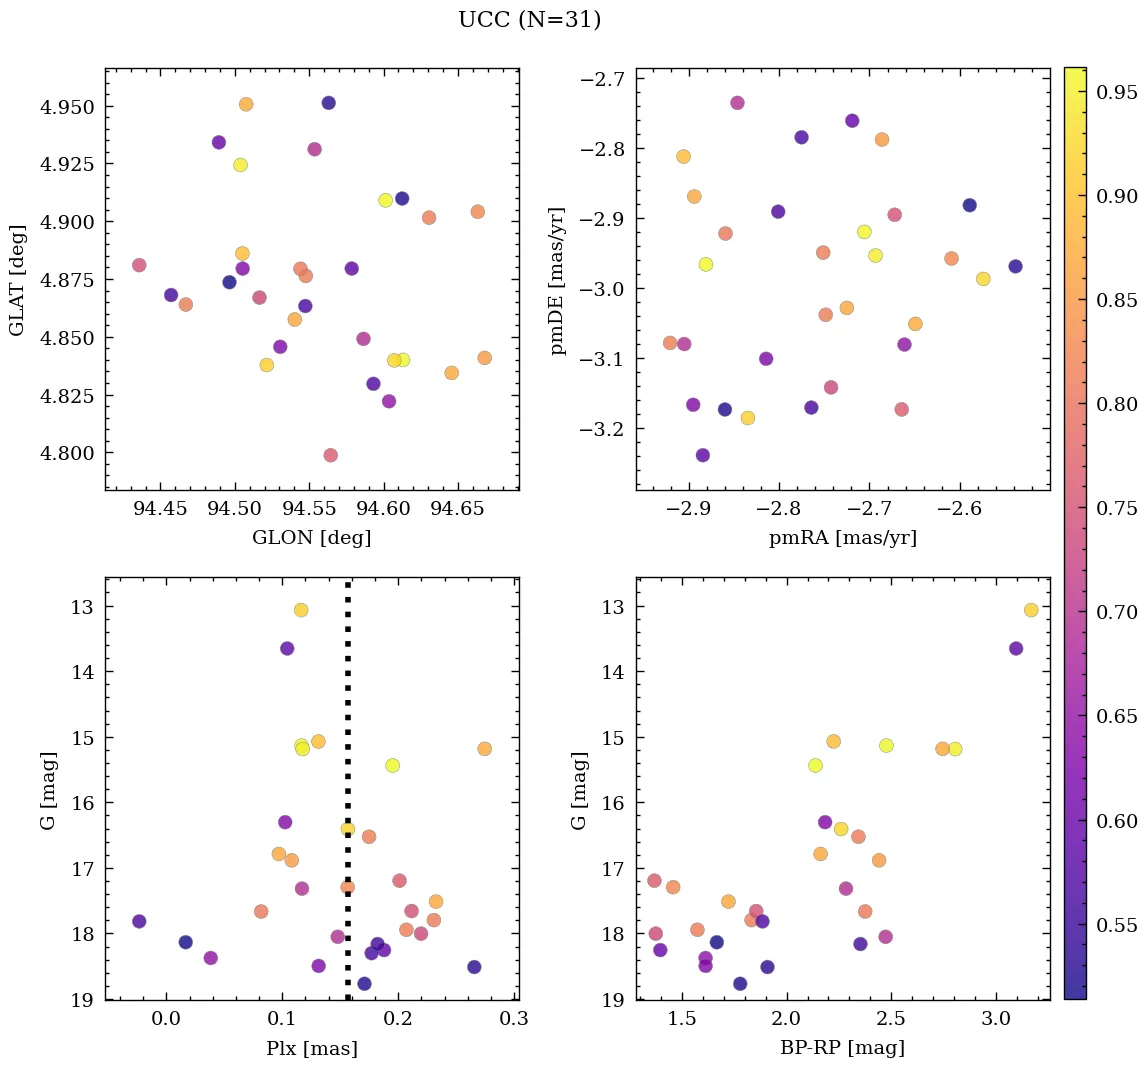 UCC (N=31)
4.950
4.925
4.900
4.875
4.850
4.825
4.800
GLAT [deg]
94.45 94.50 94.55 94.60 94.65
GLON [deg]
−2.7
−2.8
−2.9
−3.0
−3.1
−3.2
pmDE [mas/yr]
−2.9 −2.8 −2.7 −2.6
pmRA [mas/yr]
13
14
15
16
17
18
19
G [mag]
0.0 0.1 0.2 0.3
Plx [mas]
13
14
15
16
17
18
19
G [mag]
1.5 2.0 2.5 3.0
BP-RP [mag]
0.95
0.90
0.85
0.80
0.75
0.70
0.65
0.60
0.55